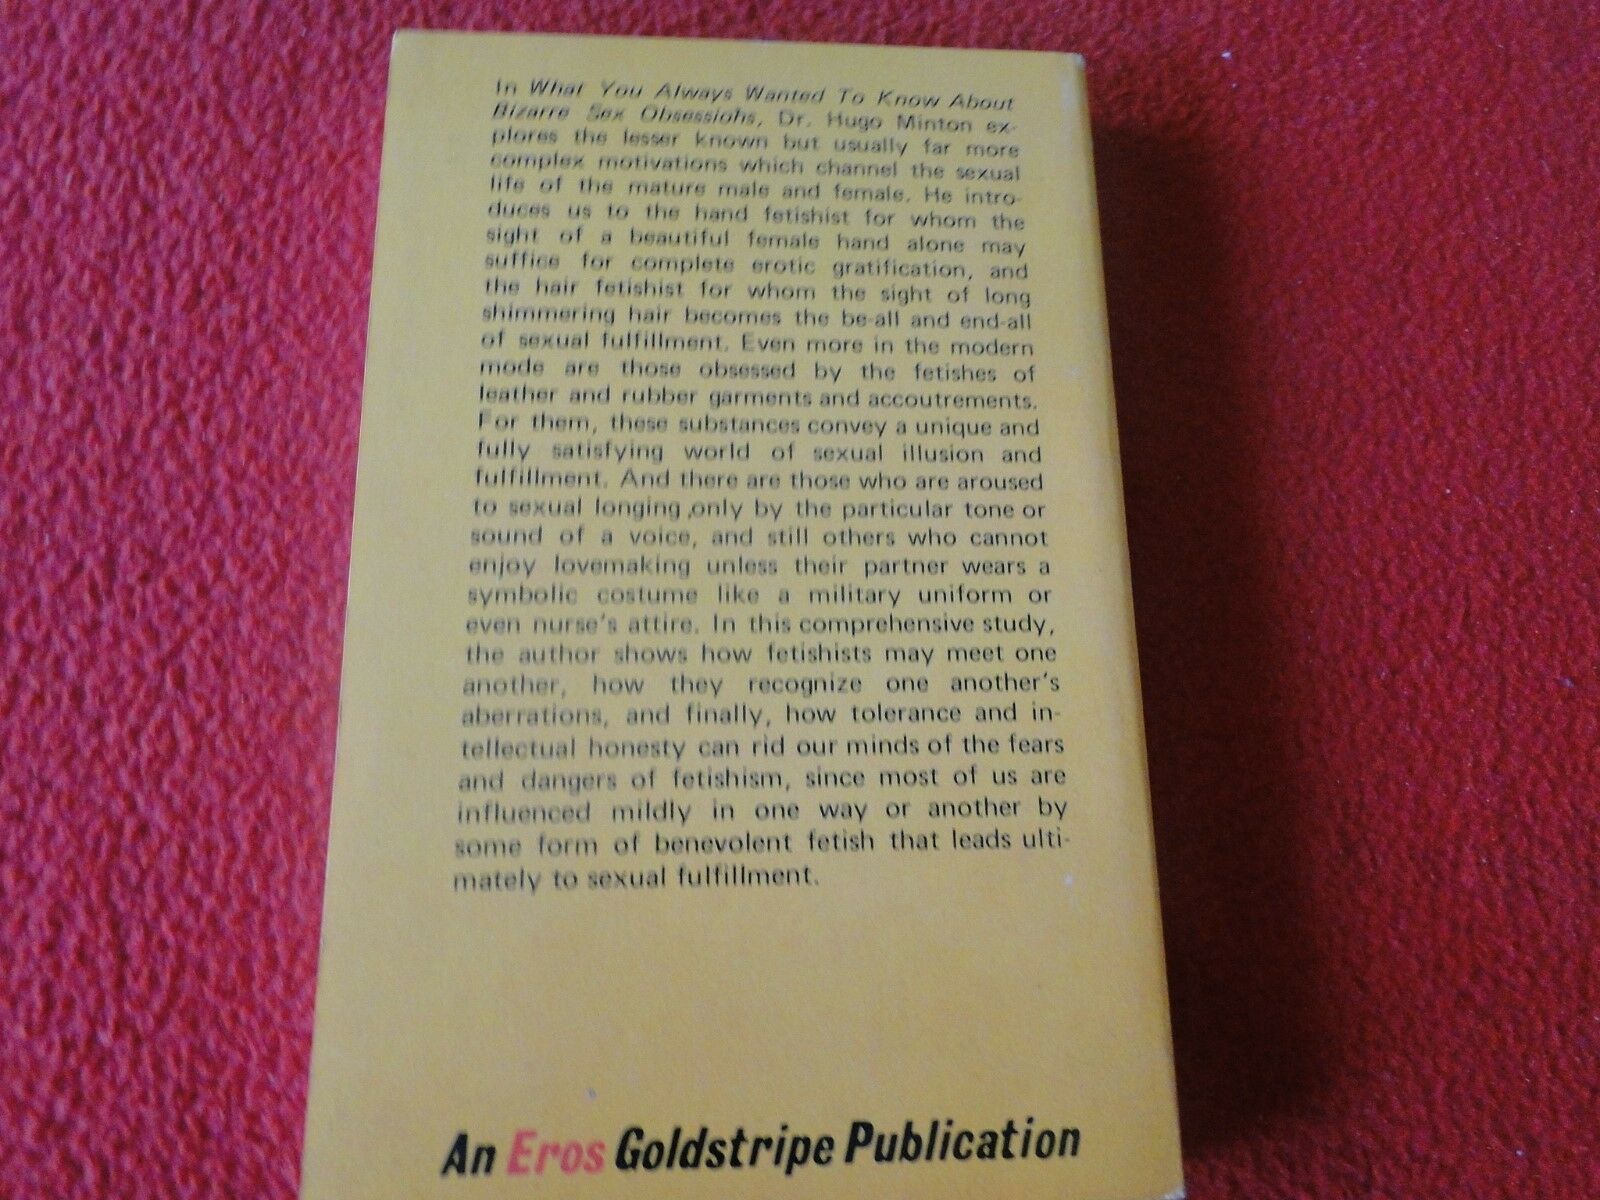 In What You Always Wanted To Know About
Bizarre Sex Obsessiohs, Dr. Hugo Minton ex-
plores the lesser known but usually far more
complex motivations which channel the sexual
life of the mature male and female. He intro-
duces us to the hand fetishist for whom the
sight of a beautiful female hand alone may
suffice for complete erotic gratification, and
the hair fetishist for whom the sight of long
shimmering hair becomes the be-all and end-all
of sexual fulfillment. Even more in the modern
mode are those obsessed by the fetishes of
leather and rubber garments and accoutrements.
For them, these substances convey a unique and
fully satisfying world of sexual illusion and
fulfillment. And there are those who are aroused
to sexual longing ,only by the particular tone or
sound of a voice, and still others who cannot
enjoy lovemaking unless their partner wears a
symbolic costume like a military uniform or
even nurse's attire. In this comprehensive study,
the author shows how fetishists may meet one
another, how they recognize one another's
aberrations, and finally, how tolerance and in-
tellectual honesty can rid our minds of the fears
and dangers of fetishism, since most of us are
influenced mildly in one way or another by
some form of benevolent fetish that leads ulti-
mately to sexual fulfillment.
An Eros Goldstripe Publication